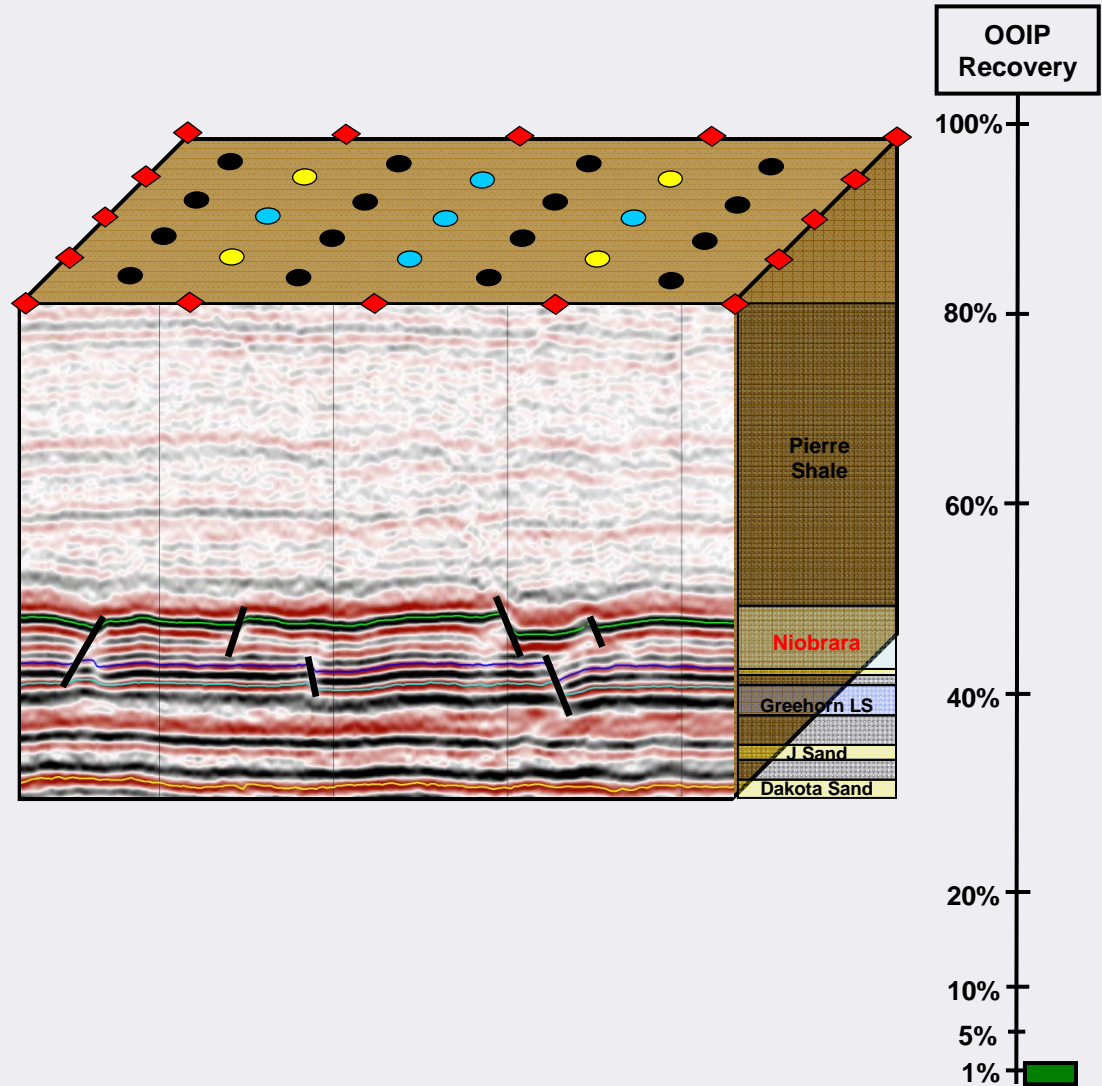 OOIP
Recovery
100%
80%
Pierre
Shale
60%
Niobrara
40%
Greehorn LS
J Sand
Dakota Sand
20%
10%
5%
1%